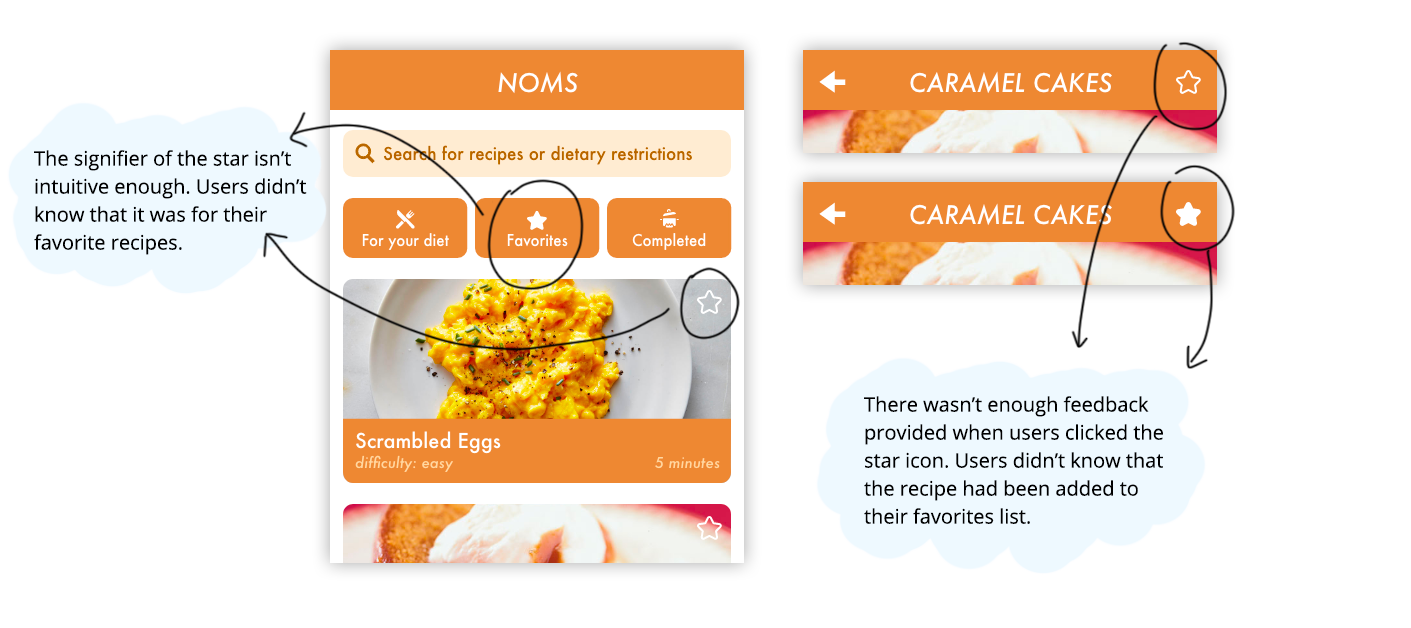 The signifier of the star isn’t
intuitive enough. Users didn’t
know that it was for their
favorite recipes.
NOMS
Search for recipes or dietary restrictions
For your diet
Favorites
Completed
Scrambled Eggs
difficulty: easy
5 minutes
CARAMEL CAKES
CARAMEL CAKES
There wasn’t enough feedback
provided when users clicked the
star icon. Users didn’t know that
the recipe had been added to
their favorites list.